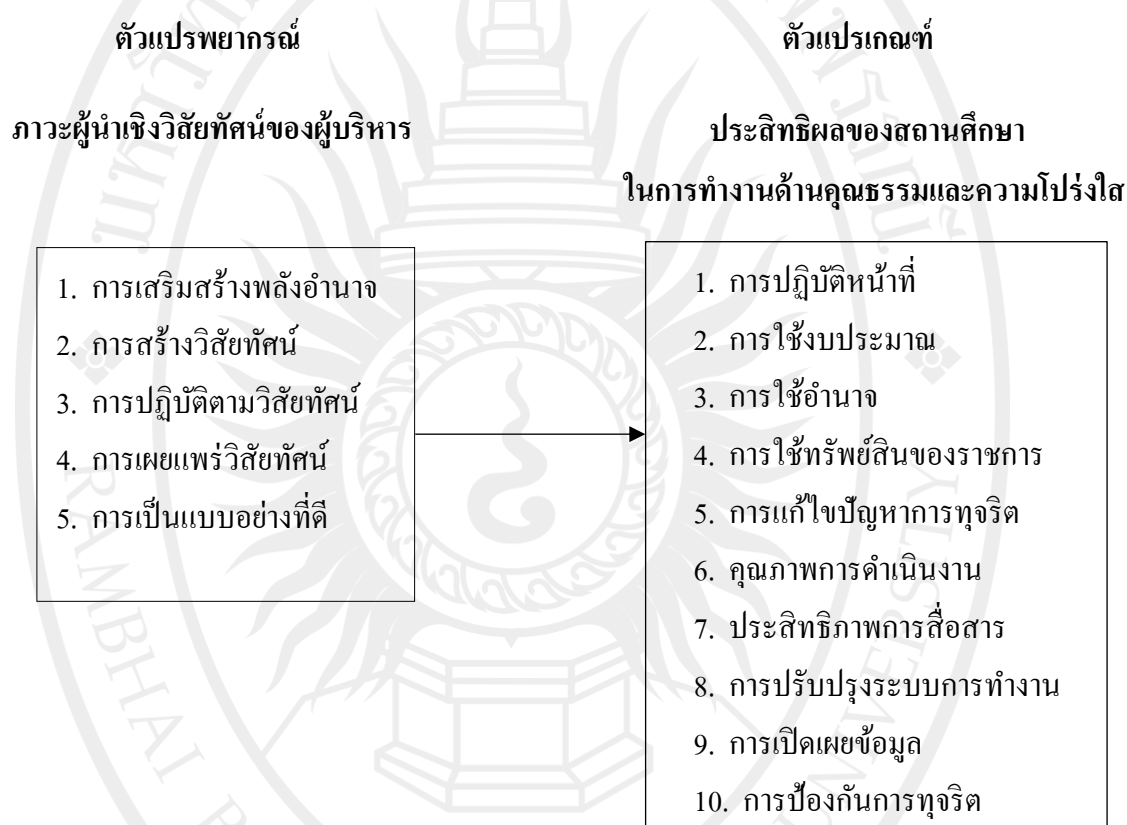 ตัวแปรพยากรณ์
ภาวะผู้นำเชิงวิสัยทัศน์ของผู้บริหาร
1. การเสริมสร้างพลังอำนาจ
2. การสร้างวิสัยทัศน์
3. การปฏิบัติตามวิสัยทัศน์
4. การเผยแพร่วิสัยทัศน์
5. การเป็นแบบอย่างที่ดี
ตัวแปรเกณฑ์
ประสิทธิผลของสถานศึกษา
ในการทำงานด้านคุณธรรมและความโปร่งใส
1. การปฏิบัติหน้าที่
2. การใช้งบประมาณ
3. การใช้อำนาจ
4. การใช้ทรัพย์สินของราชการ
5. การแก้ไขปัญหาการทุจริต
6. คุณภาพการดำเนินงาน
7. ประสิทธิภาพการสื่อสาร
8. การปรับปรุงระบบการทำงาน
9. การเปิดเผยข้อมูล
10. การป้องกันการทุจริต
RAMBHAI